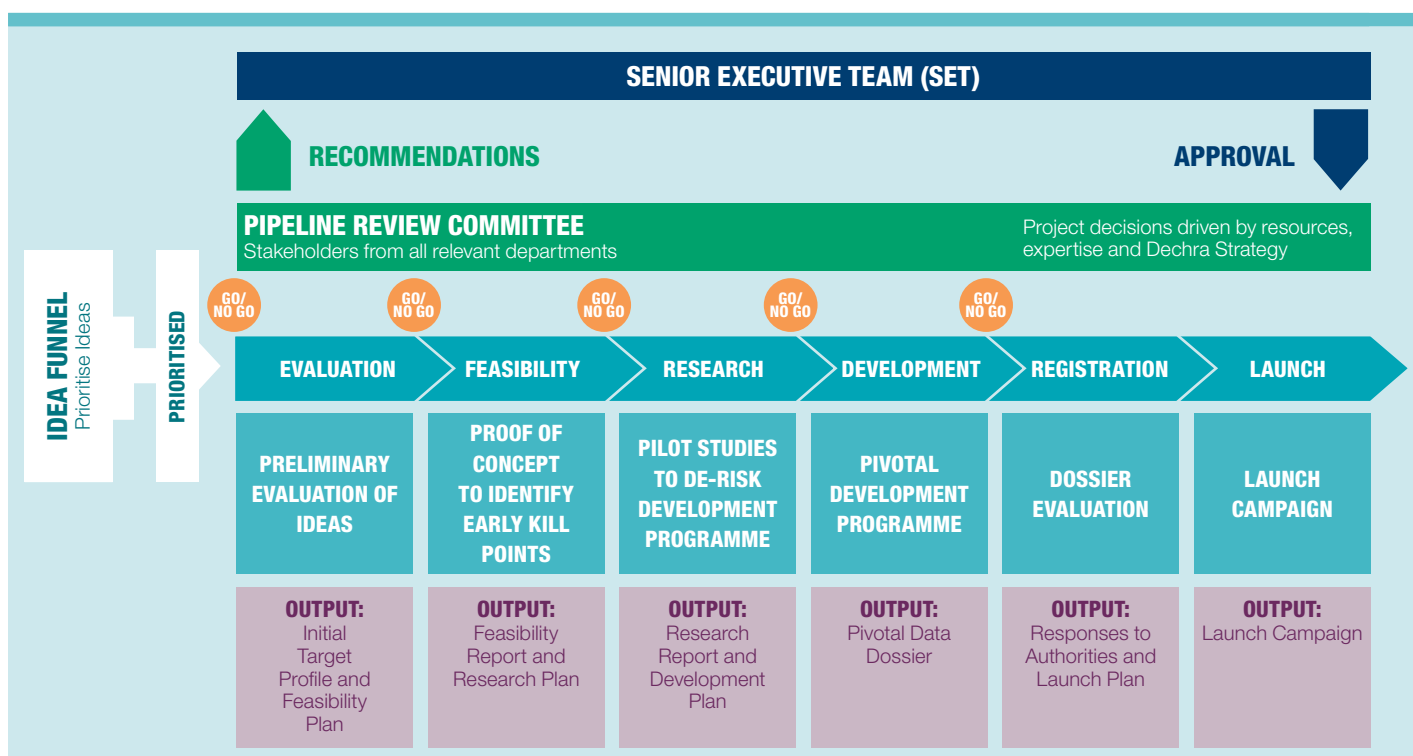 SENIOR EXECUTIVE TEAM (SET)
RECOMMENDATIONS
APPROVAL
PIPELINE REVIEW COMMITTEE
Stakeholders from all relevant departments
Project decisions driven by resources,
expertise and Dechra Strategy
IDEA FUNNEL
Prioritise Ideas
PRIORITISED
GO/
NO GO
GO/
NO GO
GO/
NO GO
GO/
NO GO
GO/
NO GO
EVALUATION
FEASIBILITY
RESEARCH
DEVELOPMENT
REGISTRATION
LAUNCH
PRELIMINARY
EVALUATION OF
IDEAS
PROOF OF
CONCEPT
TO IDENTIFY
EARLY KILL
POINTS
PILOT STUDIES
TO DE-RISK
DEVELOPMENT
PROGRAMME
PIVOTAL
DEVELOPMENT
PROGRAMME
DOSSIER
EVALUATION
LAUNCH
CAMPAIGN
OUTPUT:
Initial
Target
Profile and
Feasibility
Plan
OUTPUT:
Feasibility
Report and
Research Plan
OUTPUT:
Research
Report and
Development
Plan
OUTPUT:
Pivotal Data
Dossier
OUTPUT:
Responses to
Authorities and
Launch Plan
OUTPUT:
Launch Campaign